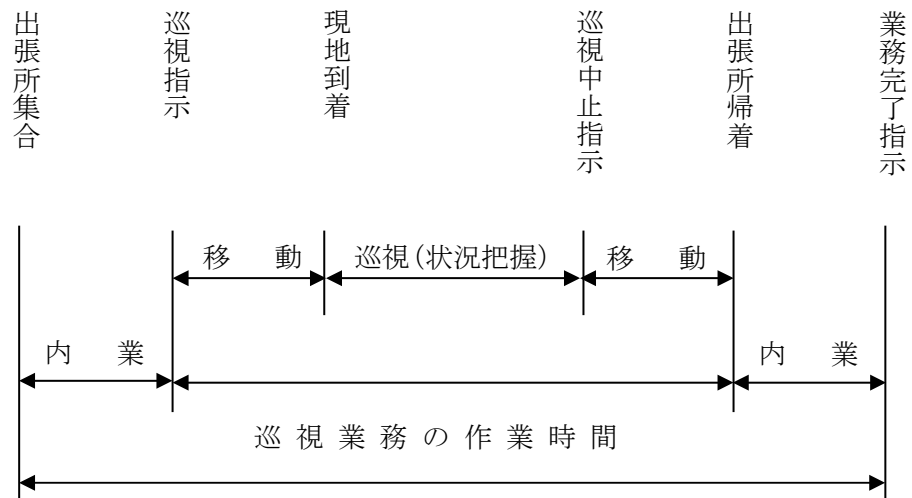 出張所集合
巡視指示
現地到着
巡視中止指示
出張所帰着
業務完了指示
移動
巡視(状況把握)
移動
内業
内業
巡視業務の作業時間